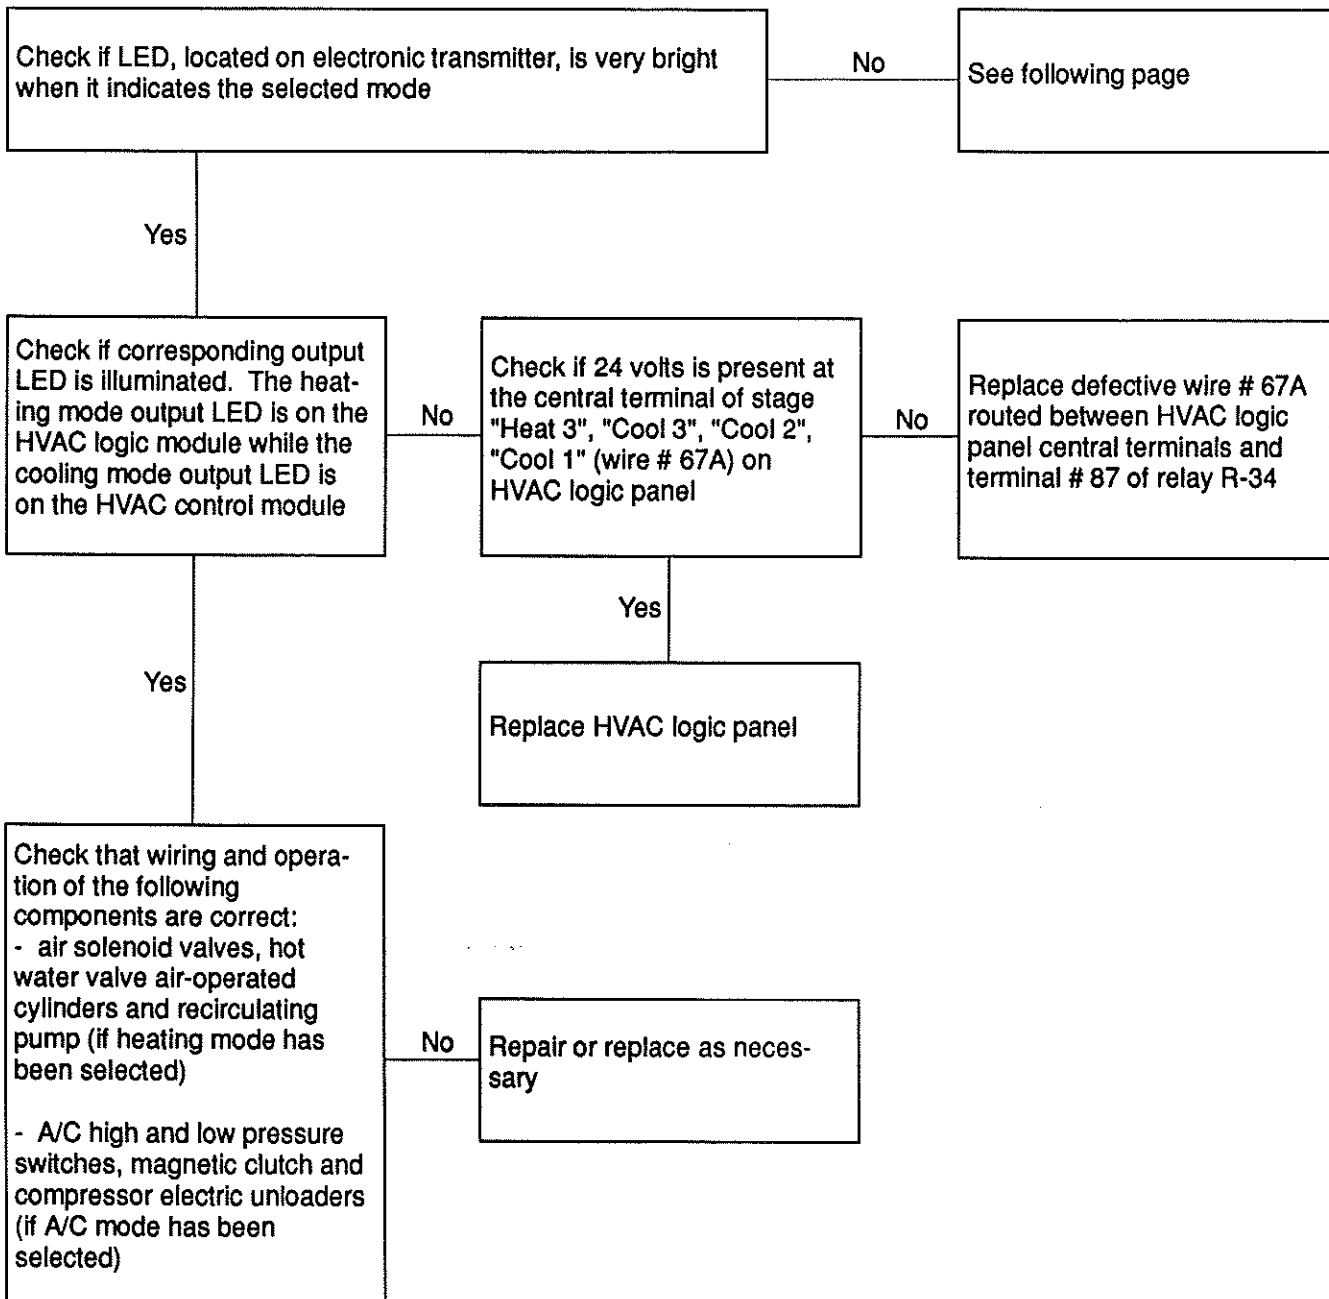 Check if LED, located on electronic transmitter, is very bright
when it indicates the selected mode
No
See following page
Yes
Check if corresponding output
LED is illuminated. The heat-
ing mode output LED is on the
HVAC logic module while the
cooling mode output LED is
on the HVAC control module
No
Check if 24 volts is present at
the central terminal of stage
"Heat 3", "Cool 3", "Cool 2",
"Cool 1" (wire # 67A) on
HVAC logic panel
No
Replace defective wire # 67A
routed between HVAC logic
panel central terminals and
terminal # 87 of relay R-34
Yes
Replace HVAC logic panel
Yes
Check that wiring and opera-
tion of the following
components are correct:
- air solenoid valves, hot
water valve air-operated
cylinders and recirculating
pump (if heating mode has
been selected)
- A/C high and low pressure
switches, magnetic clutch and
compressor electric unloaders
(if A/C mode has been
selected)
No
Repair or replace as neces-
sary